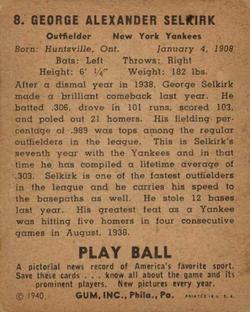 8. GEORGE ALEXANDER SELKIRK
Outfielder New York Yankees
Born: Huntsville, Ont. January 4, 1908
Bats: Left Throws: Right
Height: 6' ¼" Weight: 182 lbs.
After a dismal year in 1938, George Selkirk
made a brilliant comeback last year. He
batted .306, drove in 101 runs, scored 103,
and poled out 21 homers. His fielding per-
centage of .989 was tops among the regular
outfielders in the league. This is Selkirk's
seventh year with the Yankees and in that
time he has compiled a lifetime average of
.303. Selkirk is one of the fastest outfielders
in the league and he carries his speed to
the basepaths as well. He stole 12 bases
last year. His greatest feat as a Yankee
was hitting five homers in four consecutive
games in August, 1938.
PLAY BALL
A pictorial news record of America's favorite sport.
Save these cards . . . know all about the game and its
prominent players. New pictures every year.
© 1940 GUM, INC., Phila., Pa. PRINTED IN U. S. A.